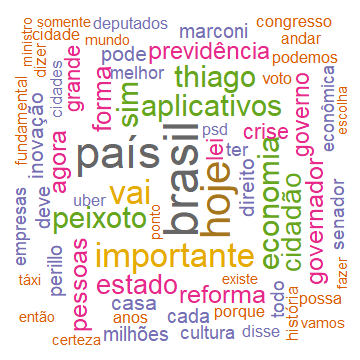 somente
deputados
marconi
congresso
ministro
cidade
dizer
mundo
pode
previdência
andar
grande
melhor
podemos
cidades
forma
thiago
voto
fundamental
inovação
sim
aplicativos
governo
econômica
escolha
agora
país
brasil
psd
lei
crise
ter
hoje
direito
economia
cidadão
governador
senador
uber
vai
deve
peixoto
ponto
empresas
perillo
pessoas
importante
táxi
estado
existe
fazer
reforma
todo
história
possa
casa
cada
porque
então
anos
vamos
certeza
milhões
cultura
disse